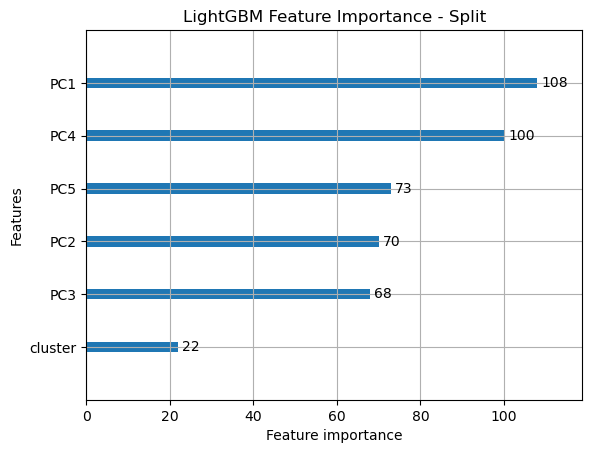 LightGBM Feature Importance - Split
PC1 108
PC4 100
PC5 73
PC2 70
PC3 68
cluster 22
0 20 40 60 80 100
Feature importance
Features